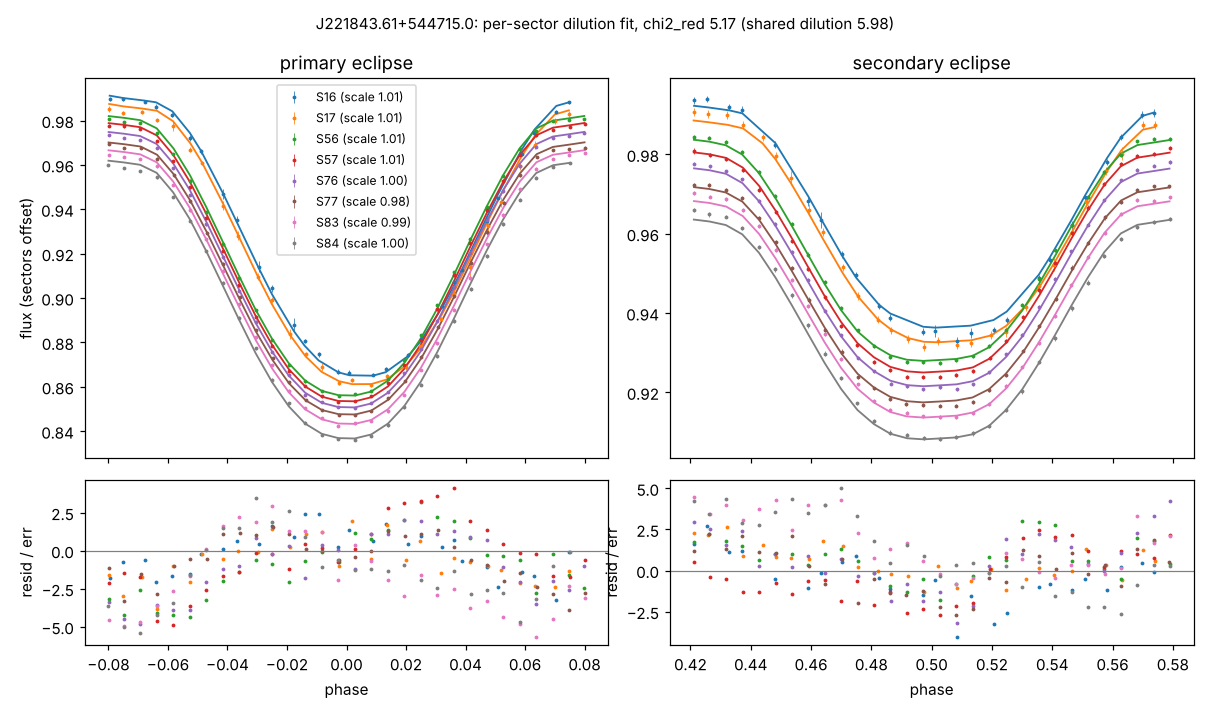 J221843.61+544715.0: per-sector dilution fit, chi2_red 5.17 (shared dilution 5.98)
primary eclipse
secondary eclipse
S16 (scale 1.01)
S17 (scale 1.01)
S56 (scale 1.01)
S57 (scale 1.01)
S76 (scale 1.00)
S77 (scale 0.98)
S83 (scale 0.99)
S84 (scale 1.00)
flux (sectors offset)
0.98
0.96
0.94
0.92
0.90
0.88
0.86
0.84
0.98
0.96
0.94
0.92
resid / err
2.5
0.0
−2.5
−5.0
resid / err
5.0
2.5
0.0
−2.5
−0.08 −0.06 −0.04 −0.02 0.00 0.02 0.04 0.06 0.08
0.42 0.44 0.46 0.48 0.50 0.52 0.54 0.56 0.58
phase
phase